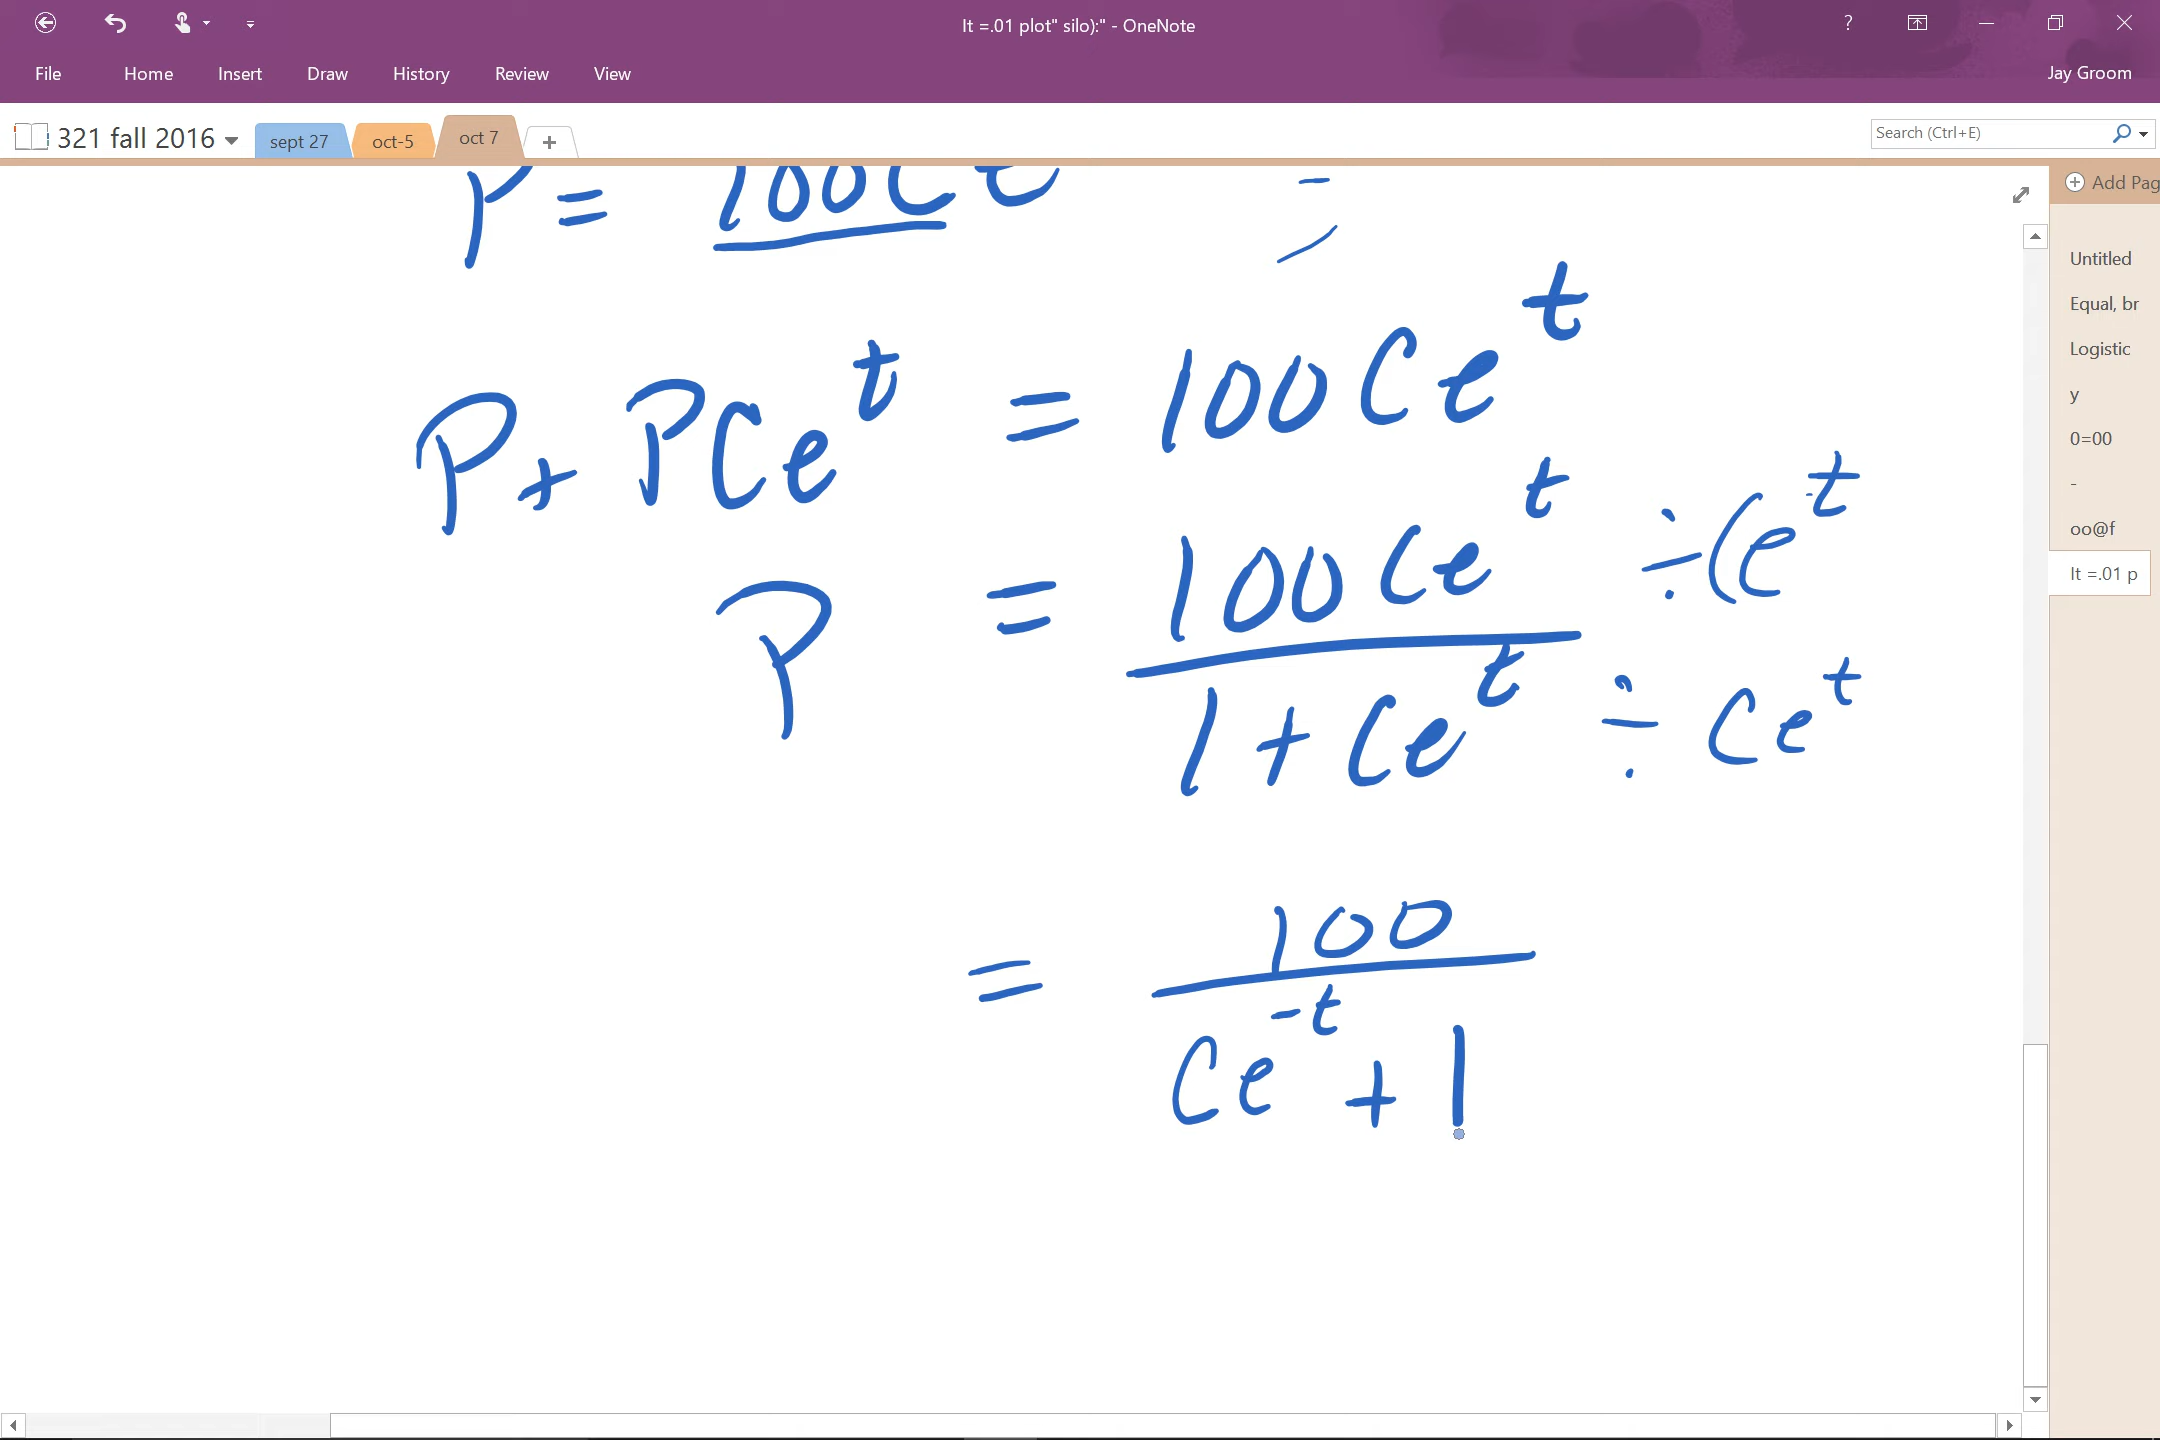 It =.01 plot" silo):" - OneNote
?
File Home Insert Draw History Review View
Jay Groom
321 fall 2016
sept 27
oct-5
oct 7
+
Search (Ctrl+E)
Add Pag
Untitled
Equal, br
Logistic
y
0=00
-
oo@f
It =.01 p
P = 100Ce
P + PCe^t = 100Ce^t
P = 100Ce^t ÷ Ce^t
1 + Ce^t ÷ Ce^t
= 100
Ce^-t + 1